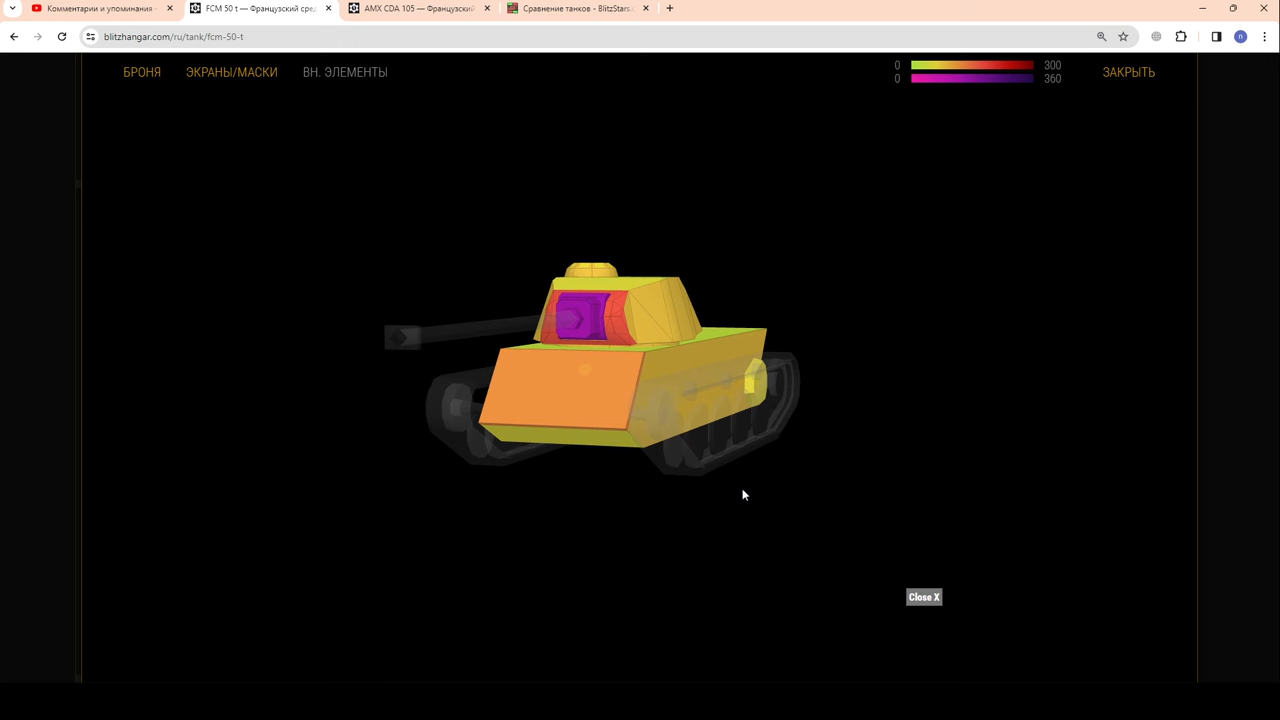 Комментарии и упоминания -
FCM 50 t — Французский сред
AMX CDA 105 — Французский
Сравнение танков - BlitzStars.
blitzhangar.com/ru/tank/fcm-50-t
n
БРОНЯ
ЭКРАНЫ/МАСКИ
ВН. ЭЛЕМЕНТЫ
0
300
0
360
ЗАКРЫТЬ
Close X